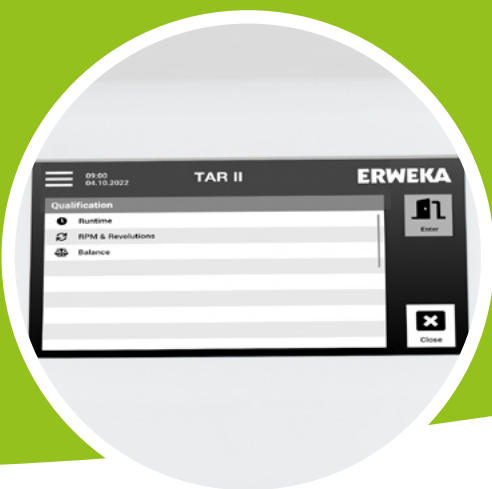 09:00
04.10.2022
TAR II
ERWEKA
Qualification
Runtime
RPM & Revolutions
Balance
Enter
Close